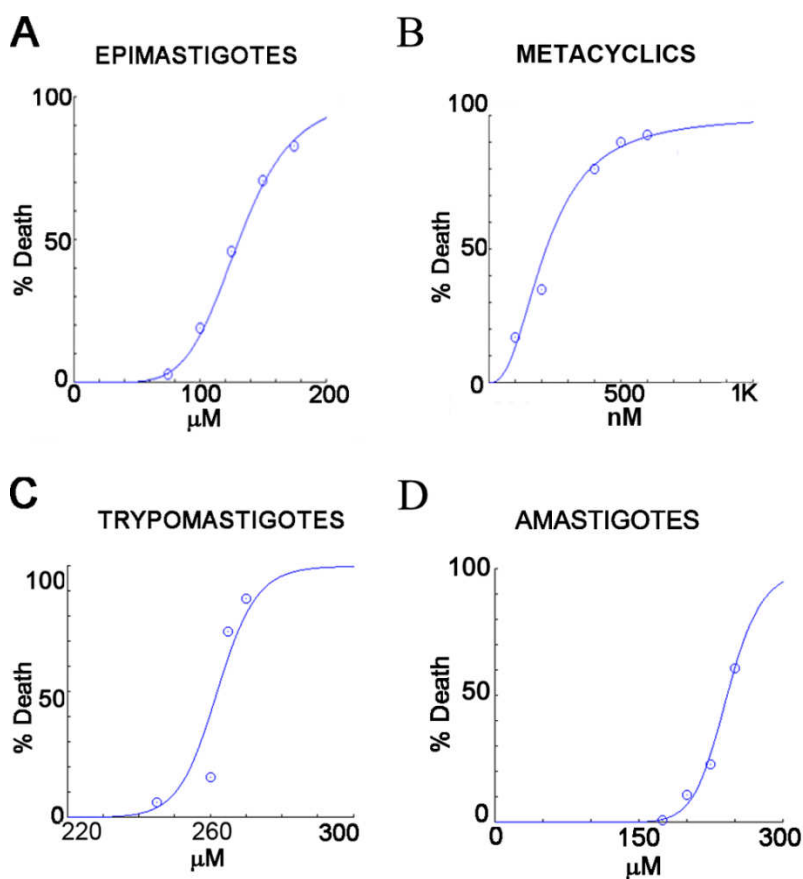 A
EPIMASTIGOTES
100
50
0
% Death
0
100
200
µM
B
METACYCLICS
100
50
0
% Death
500
1K
nM
C
TRYPOMASTIGOTES
100
50
0
% Death
220
260
300
µM
D
AMASTIGOTES
100
50
0
% Death
0
150
300
µM